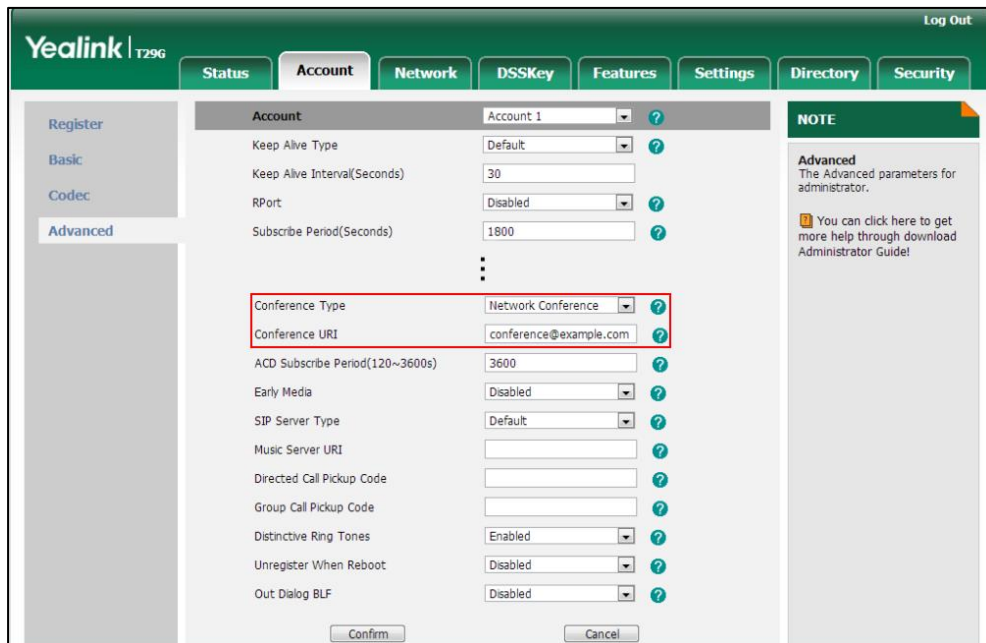 Log Out
Yealink T29G
Status Account Network DSSKey Features Settings Directory Security
Register
Basic
Codec
Advanced
Account Account 1 ?
Keep Alive Type Default ?
Keep Alive Interval(Seconds) 30
RPort Disabled ?
Subscribe Period(Seconds) 1800 ?
Conference Type Network Conference ?
Conference URI conference@example.com ?
ACD Subscribe Period(120~3600s) 3600 ?
Early Media Disabled ?
SIP Server Type Default ?
Music Server URI ?
Directed Call Pickup Code ?
Group Call Pickup Code ?
Distinctive Ring Tones Enabled ?
Unregister When Reboot Disabled ?
Out Dialog BLF Disabled ?
Confirm Cancel
NOTE
Advanced
The Advanced parameters for
administrator.
? You can click here to get
more help through download
Administrator Guide!